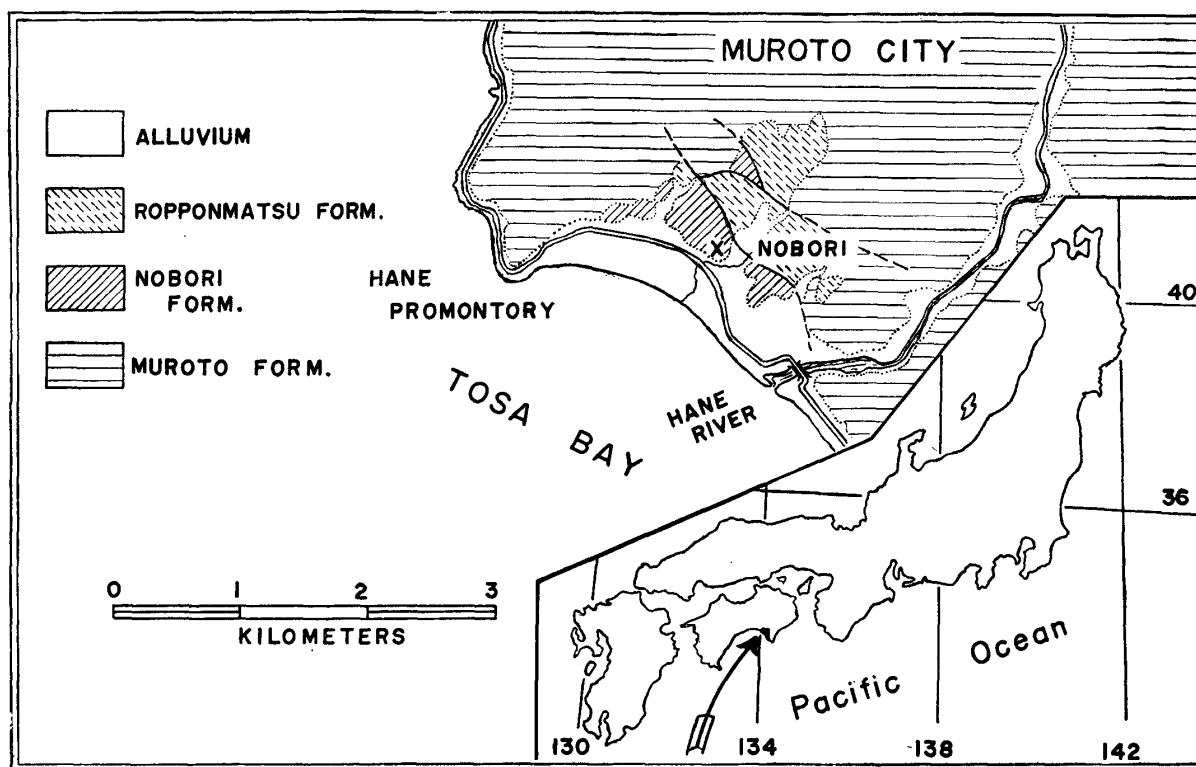 MUROTO CITY
ALLUVIUM
ROPPONMATSU FORM.
NOBORI
FORM.
MUROTO FORM.
HANE
PROMONTORY
X
NOBORI
TOSA BAY
HANE
RIVER
0 1 2 3
KILOMETERS
40
36
Pacific Ocean
130 134 138 142